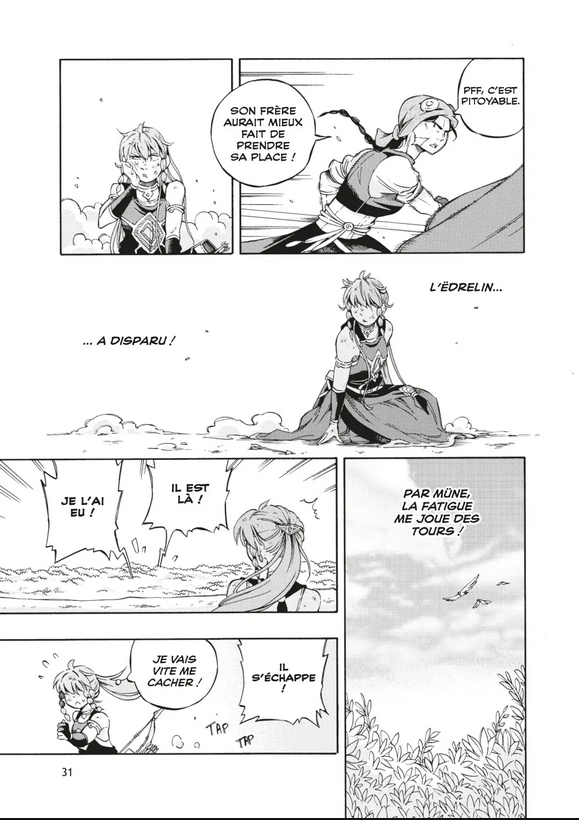 PFF, C'EST
PITOYABLE.
SON FRÈRE
AURAIT MIEUX
FAIT DE
PRENDRE
SA PLACE !
L'ËDRELIN...
... A DISPARU !
PAR MÜNE,
LA FATIGUE
ME JOUE DES
TOURS !
IL EST
LÀ !
JE L'AI
EU !
IL
S'ÉCHAPPE !
JE VAIS
VITE ME
CACHER !
TAP
TAP
31